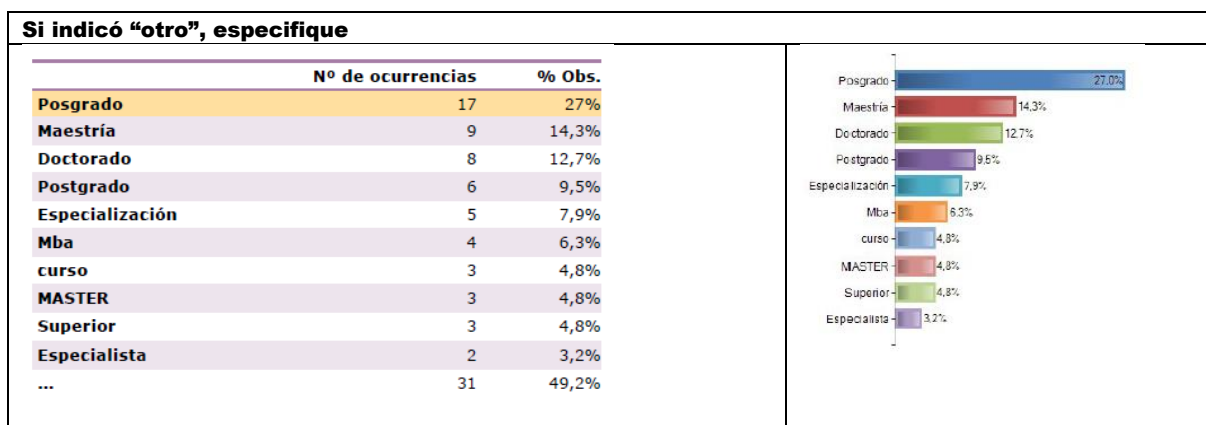 Si indicó “otro”, especifique
Nº de ocurrencias % Obs.
Posgrado 17 27%
Maestría 9 14,3%
Doctorado 8 12,7%
Postgrado 6 9,5%
Especialización 5 7,9%
Mba 4 6,3%
curso 3 4,8%
MASTER 3 4,8%
Superior 3 4,8%
Especialista 2 3,2%
... 31 49,2%
Posgrado 27,0%
Maestría 14,3%
Doctorado 12,7%
Postgrado 9,5%
Especialización 7,9%
Mba 6,3%
curso 4,8%
MASTER 4,8%
Superior 4,8%
Especialista 3,2%